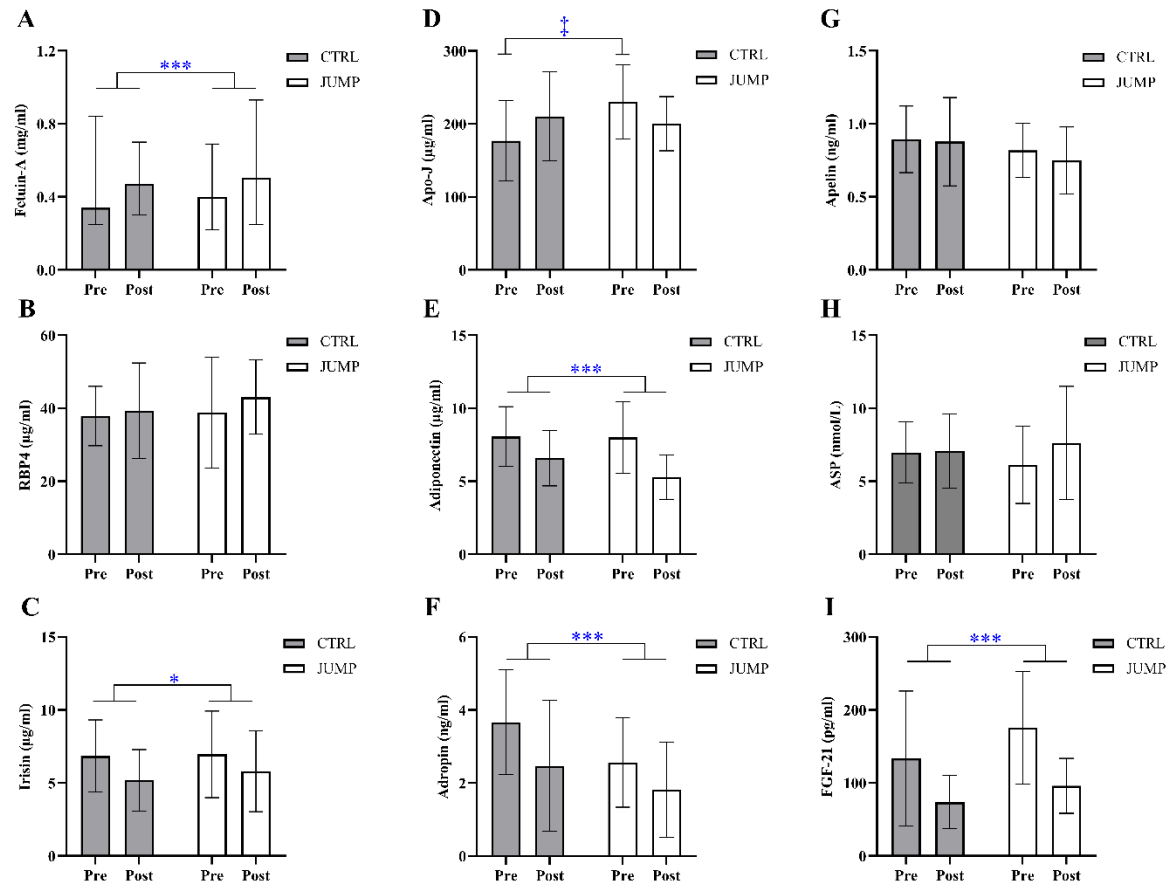 A
1.2
0.8
0.4
0.0
Fetuin-A (mg/ml)
***
CTRL
JUMP
Pre Post Pre Post
B
60
40
20
0
RBP4 (µg/ml)
CTRL
JUMP
Pre Post Pre Post
C
15
10
5
0
Irisin (µg/ml)
*
CTRL
JUMP
Pre Post Pre Post
D
300
200
100
0
Apo-J (µg/ml)
‡
CTRL
JUMP
Pre Post Pre Post
E
15
10
5
0
Adiponectin (µg/ml)
***
CTRL
JUMP
Pre Post Pre Post
F
6
4
2
0
Adropin (ng/ml)
***
CTRL
JUMP
Pre Post Pre Post
G
1.5
1.0
0.5
0.0
Apelin (ng/ml)
CTRL
JUMP
Pre Post Pre Post
H
15
10
5
0
ASP (nmol/L)
CTRL
JUMP
Pre Post Pre Post
I
300
200
100
0
FGF-21 (pg/ml)
***
CTRL
JUMP
Pre Post Pre Post